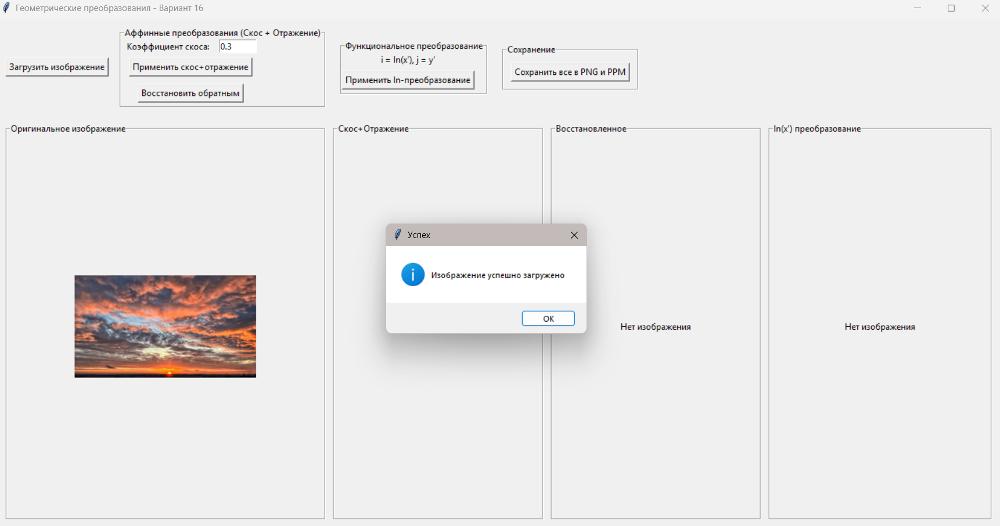 Геометрические преобразования - Вариант 16
Загрузить изображение
Аффинные преобразования (Скос + Отражение)
Коэффициент скоса: 0.3
Применить скос+отражение
Восстановить обратным
Функциональное преобразование
i = ln(x'), j = y'
Применить ln-преобразование
Сохранение
Сохранить все в PNG и PPM
Оригинальное изображение
Скос+Отражение
Восстановленное
ln(x') преобразование
Успех
Изображение успешно загружено
OK
Нет изображения
Нет изображения